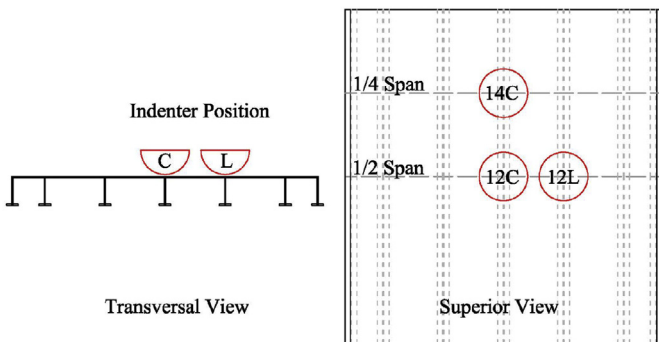 Indenter Position
C L
Transversal View
1/4 Span
14C
1/2 Span
12C 12L
Superior View